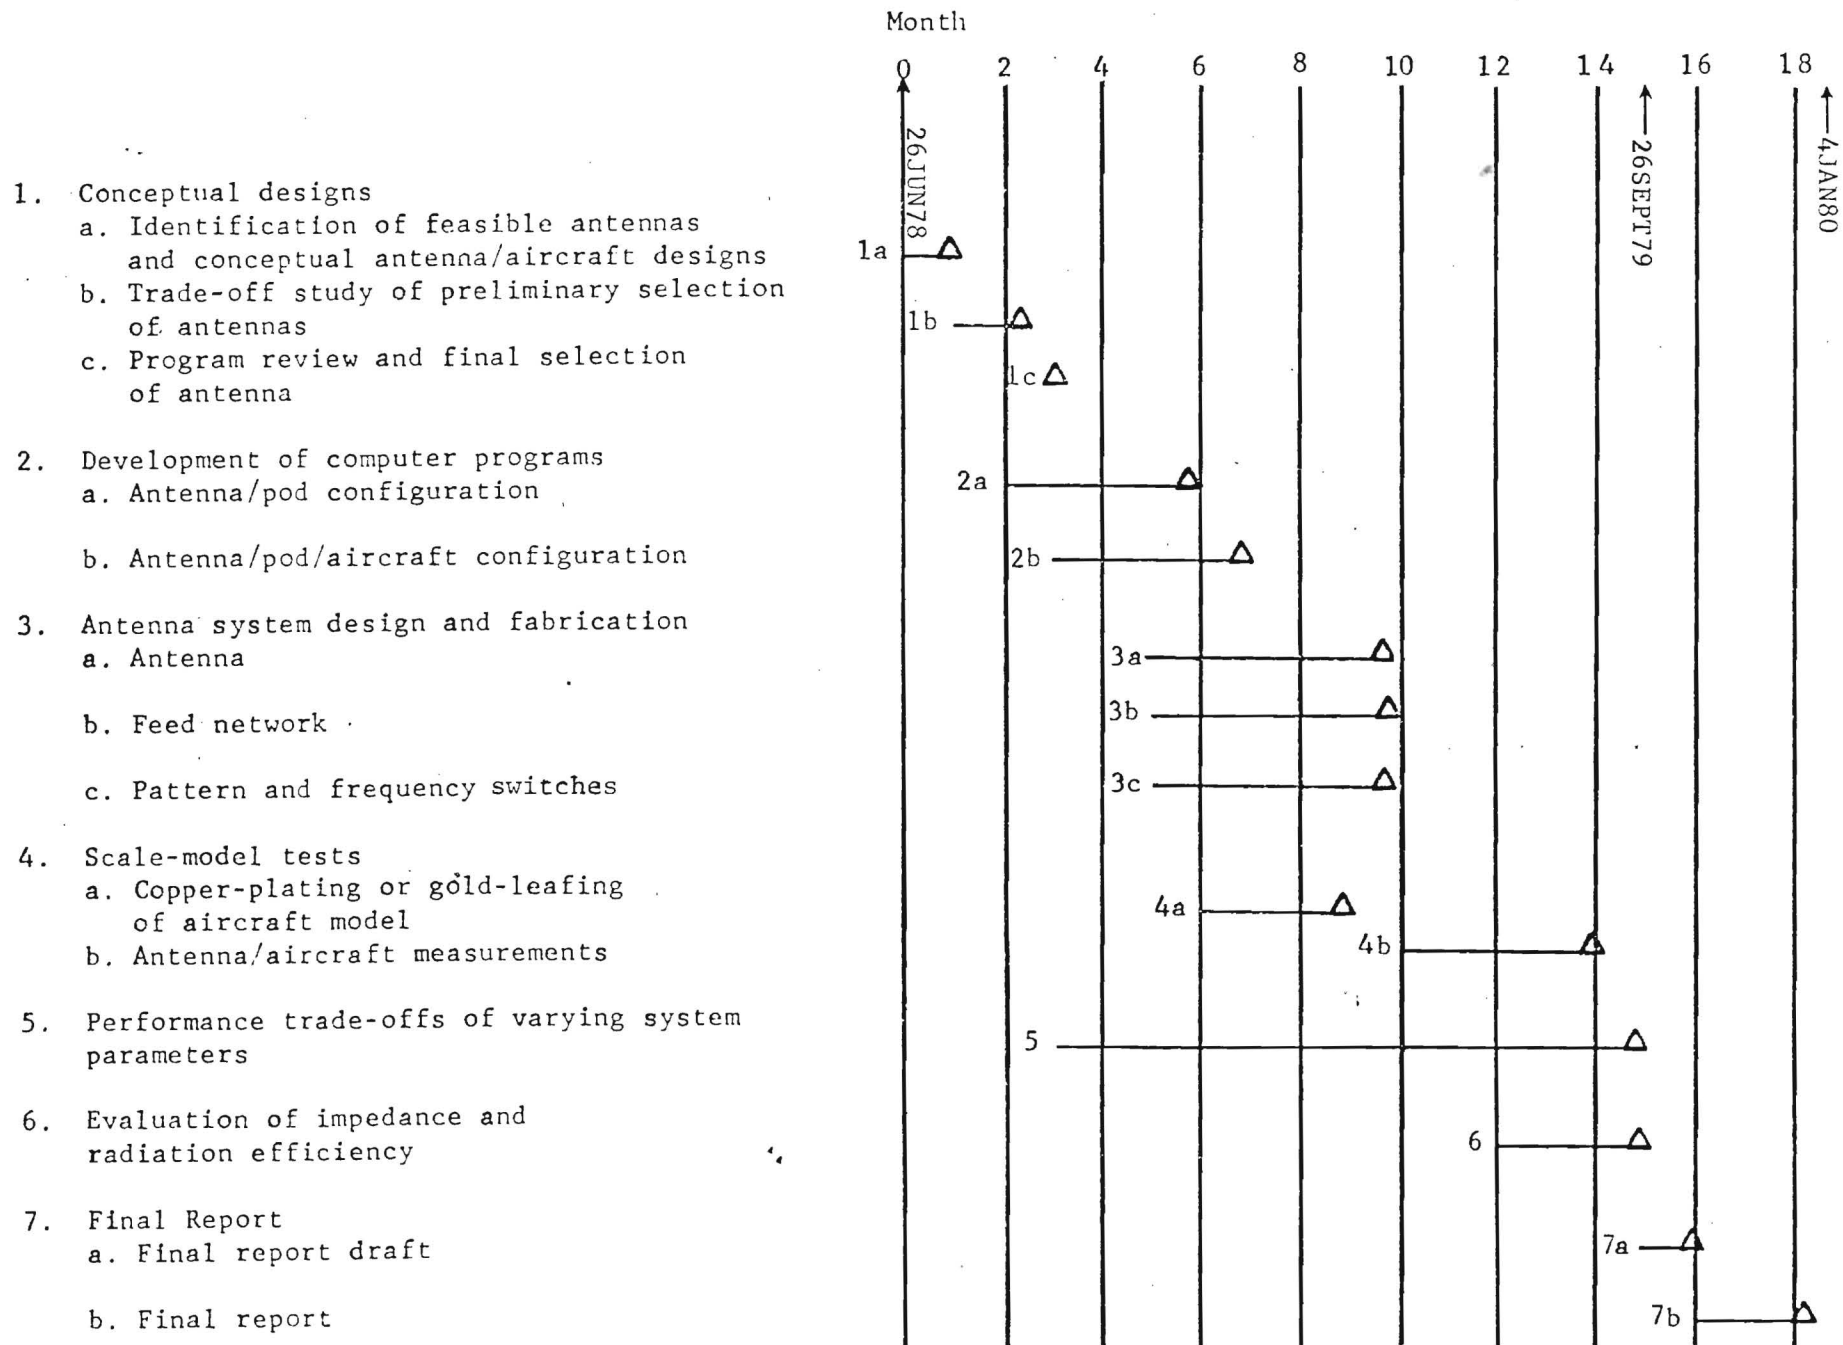 Month
0 2 4 6 8 10 12 14 16 18
26JUN78
26SEPT79
4JAN80
1. Conceptual designs
a. Identification of feasible antennas
and conceptual antenna/aircraft designs
1a
b. Trade-off study of preliminary selection
of antennas
1b
c. Program review and final selection
of antenna
1c
2. Development of computer programs
a. Antenna/pod configuration
2a
b. Antenna/pod/aircraft configuration
2b
3. Antenna system design and fabrication
a. Antenna
3a
b. Feed network
3b
c. Pattern and frequency switches
3c
4. Scale-model tests
a. Copper-plating or gold-leafing
of aircraft model
4a
b. Antenna/aircraft measurements
4b
5. Performance trade-offs of varying system
parameters
5
6. Evaluation of impedance and
radiation efficiency
6
7. Final Report
a. Final report draft
7a
b. Final report
7b